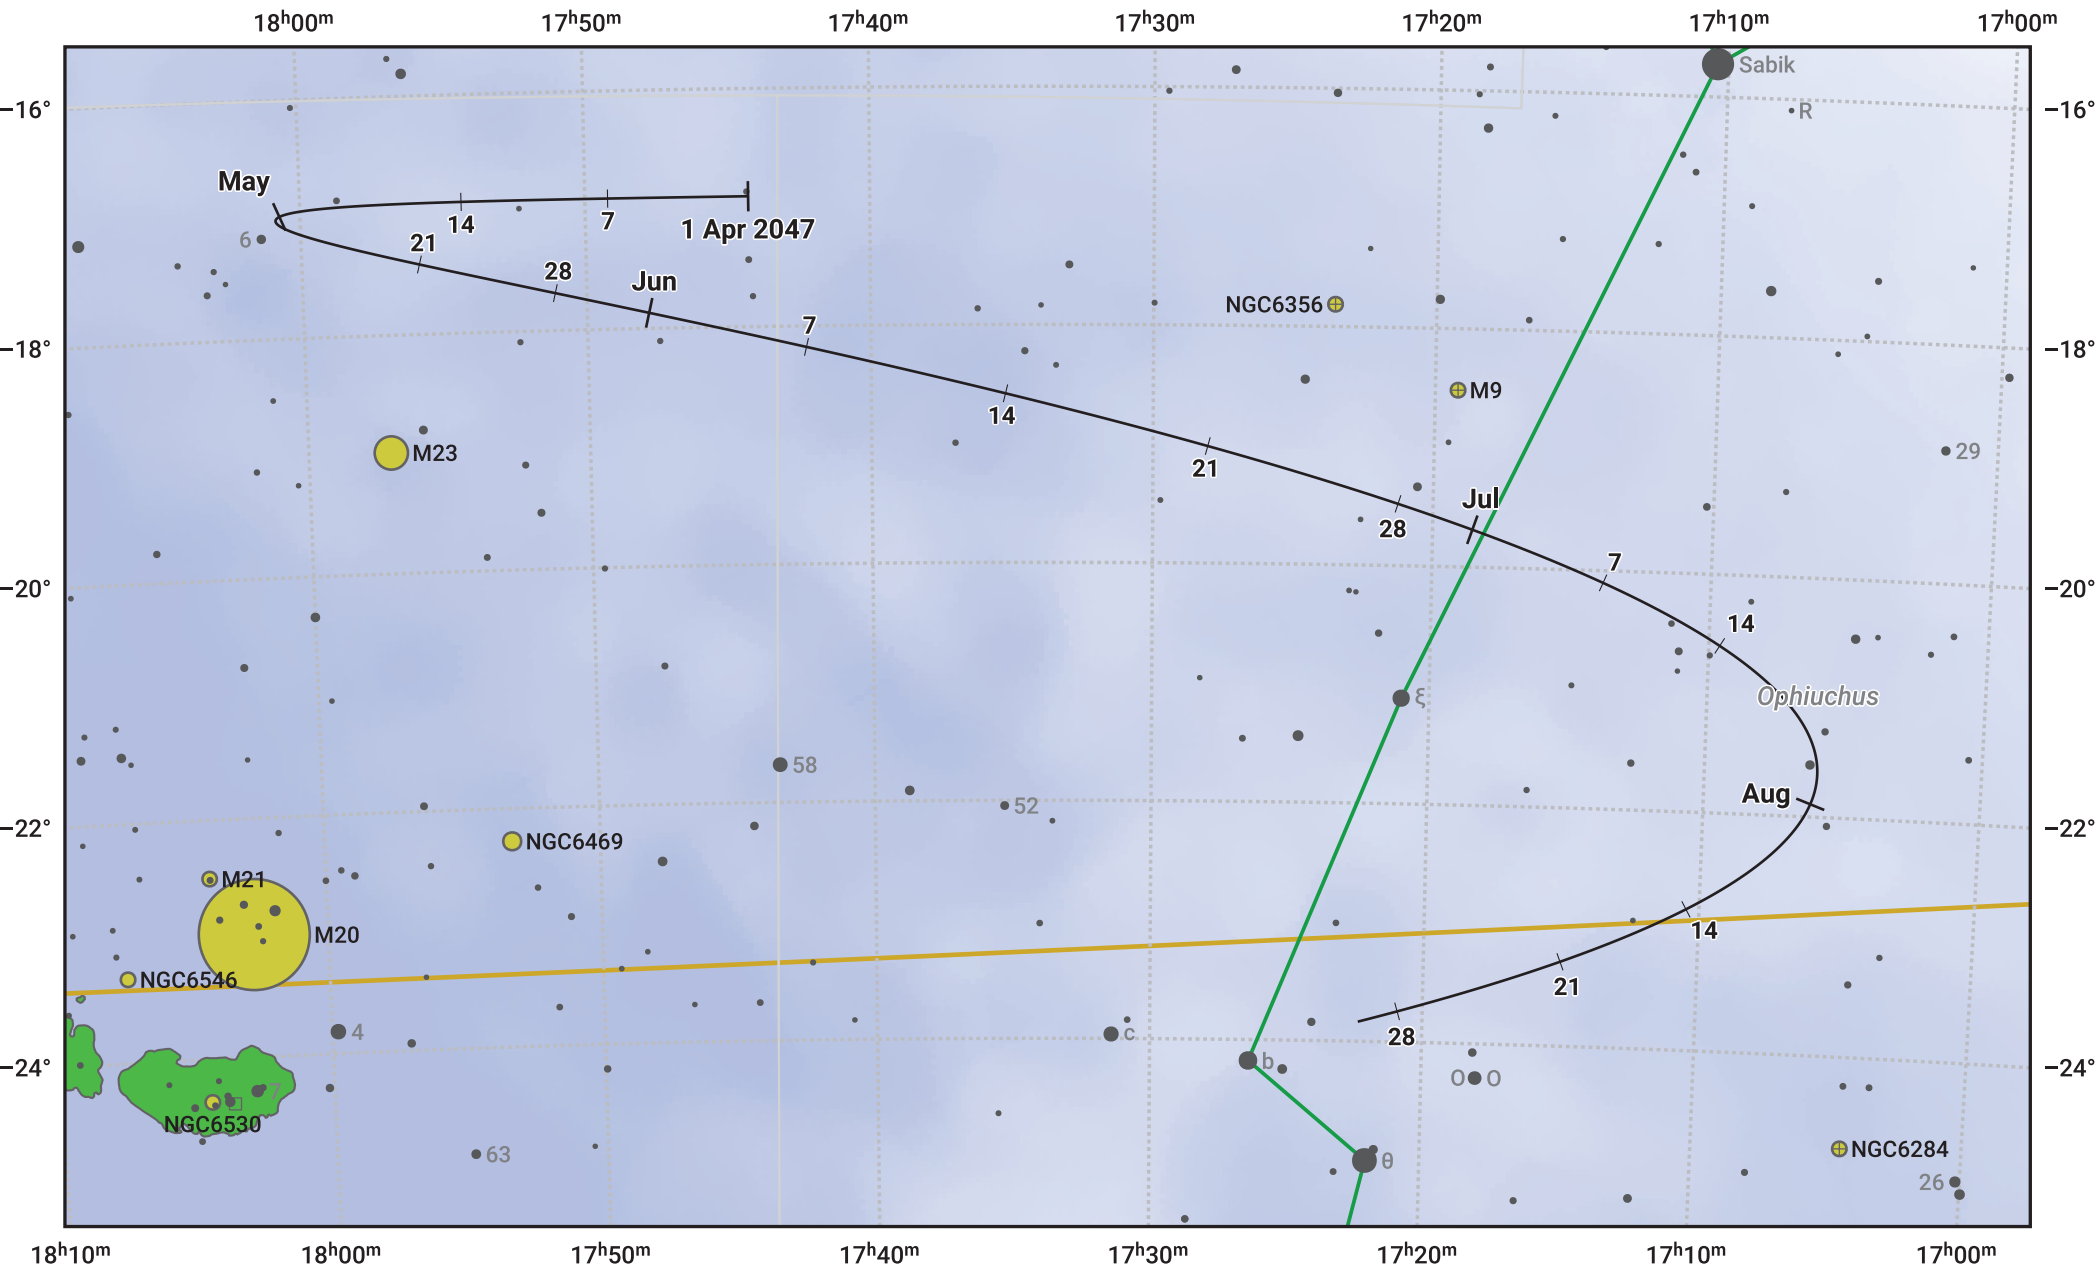 18ʰ00ᵐ 17ʰ50ᵐ 17ʰ40ᵐ 17ʰ30ᵐ 17ʰ20ᵐ 17ʰ10ᵐ 17ʰ00ᵐ
Sabik
−16° R −16°
May
14 7 1 Apr 2047
6 21
28 Jun
NGC6356
7
−18° −18°
M9
14
M23 29
21
Jul
28
7
−20° −20°
14
ξ Ophiuchus
58
Aug
52
−22° −22°
NGC6469
M21
M20 14
NGC6546
21
4 c 28
b
−24° −24°
7 O O
NGC6530
63 θ NGC6284
26
18ʰ10ᵐ 18ʰ00ᵐ 17ʰ50ᵐ 17ʰ40ᵐ 17ʰ30ᵐ 17ʰ20ᵐ 17ʰ10ᵐ 17ʰ00ᵐ